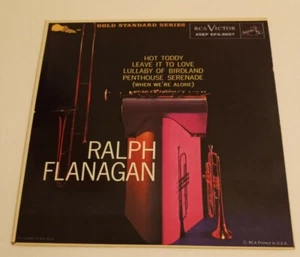 GOLD STANDARD SERIES
RCA VICTOR
HOT TODDY
LEAVE IT TO LOVE
LULLABY OF BIRDLAND
PENTHOUSE SERENADE
(WHEN WE'RE ALONE)
RALPH
FLANAGAN